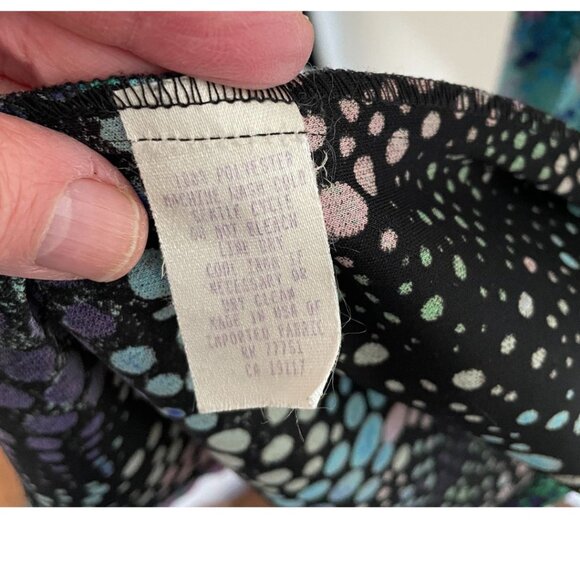 100% POLYESTER
MACHINE WASH COLD
GENTLE CYCLE
DO NOT BLEACH
LINE DRY
COOL IRON IF
NECESSARY OR
DRY CLEAN
MADE IN USA OF
IMPORTED FABRIC
RN 77751
CA 19117